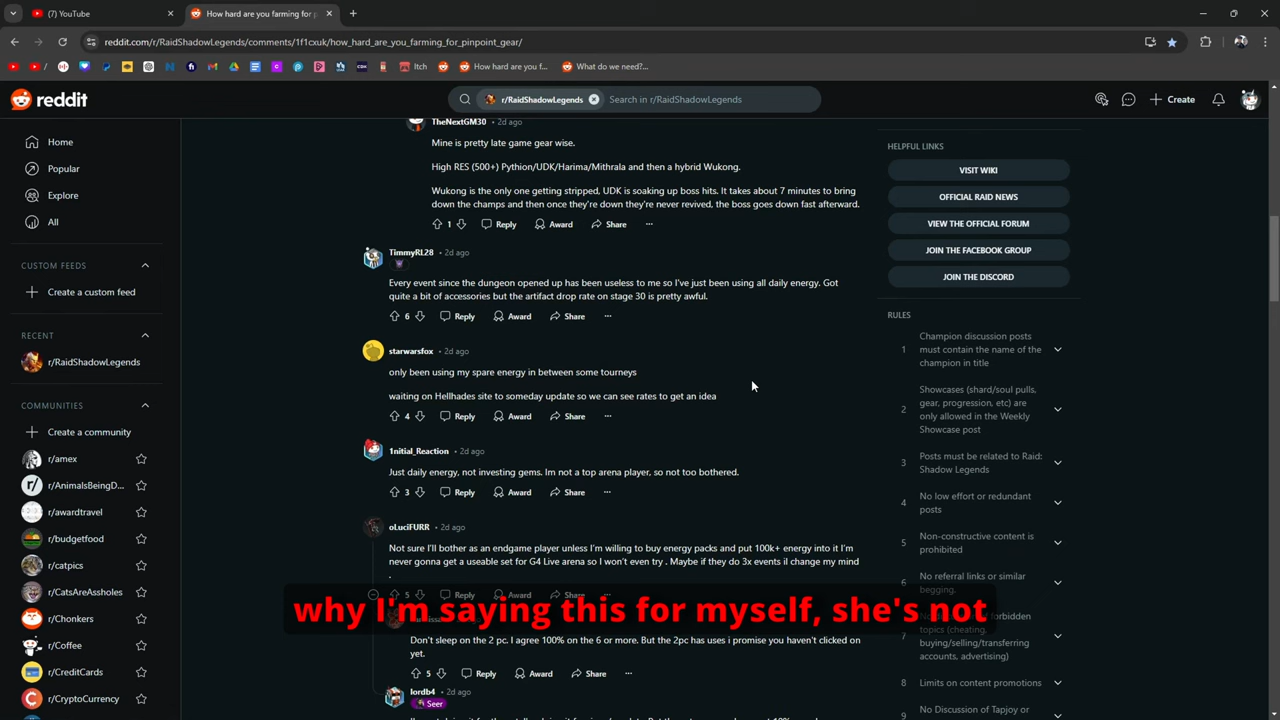 (7) YouTube
How hard are you farming for p
reddit.com/r/RaidShadowLegends/comments/1f1cxuk/how_hard_are_you_farming_for_pinpoint_gear/
Itch
How hard are you f...
What do we need?...
reddit
r/RaidShadowLegends
Search in r/RaidShadowLegends
Create
Home
Popular
Explore
All
CUSTOM FEEDS
Create a custom feed
RECENT
r/RaidShadowLegends
COMMUNITIES
Create a community
r/amex
r/AnimalsBeingD...
r/awardtravel
r/budgetfood
r/catpics
r/CatsAreAssholes
r/Chonkers
r/Coffee
r/CreditCards
r/CryptoCurrency
TheNextGM30 • 2d ago
Mine is pretty late game gear wise.
High RES (500+) Pythion/UDK/Harima/Mithrala and then a hybrid Wukong.
Wukong is the only one getting stripped, UDK is soaking up boss hits. It takes about 7 minutes to bring
down the champs and then once they're down they're never revived, the boss goes down fast afterward.
1 Reply Award Share ...
TimmyRL28 • 2d ago
Every event since the dungeon opened up has been useless to me so I've just been using all daily energy. Got
quite a bit of accessories but the artifact drop rate on stage 30 is pretty awful.
6 Reply Award Share ...
starwarsfox • 2d ago
only been using my spare energy in between some tourneys
waiting on Hellhades site to someday update so we can see rates to get an idea
4 Reply Award Share ...
1nitial_Reaction • 2d ago
Just daily energy, not investing gems. Im not a top arena player, so not too bothered.
3 Reply Award Share ...
oLuciFURR • 2d ago
Not sure I'll bother as an endgame player unless I'm willing to buy energy packs and put 100k+ energy into it I'm
never gonna get a useable set for G4 Live arena so I won't even try . Maybe if they do 3x events il change my mind
.
5 Reply Award Share ...
why I'm saying this for myself, she's not
Don't sleep on the 2 pc. I agree 100% on the 6 or more. But the 2pc has uses i promise you haven't clicked on
yet.
5 Reply Award Share ...
lordb4 • 2d ago
Seer
HELPFUL LINKS
VISIT WIKI
OFFICIAL RAID NEWS
VIEW THE OFFICIAL FORUM
JOIN THE FACEBOOK GROUP
JOIN THE DISCORD
RULES
1 Champion discussion posts
must contain the name of the
champion in title
2 Showcases (shard/soul pulls,
gear, progression, etc) are
only allowed in the Weekly
Showcase post
3 Posts must be related to Raid:
Shadow Legends
4 No low effort or redundant
posts
5 Non-constructive content is
prohibited
6 No referral links or similar
begging.
7 forbidden
topics (cheating,
buying/selling/transferring
accounts, advertising)
8 Limits on content promotions
9 No Discussion of Tapjoy or